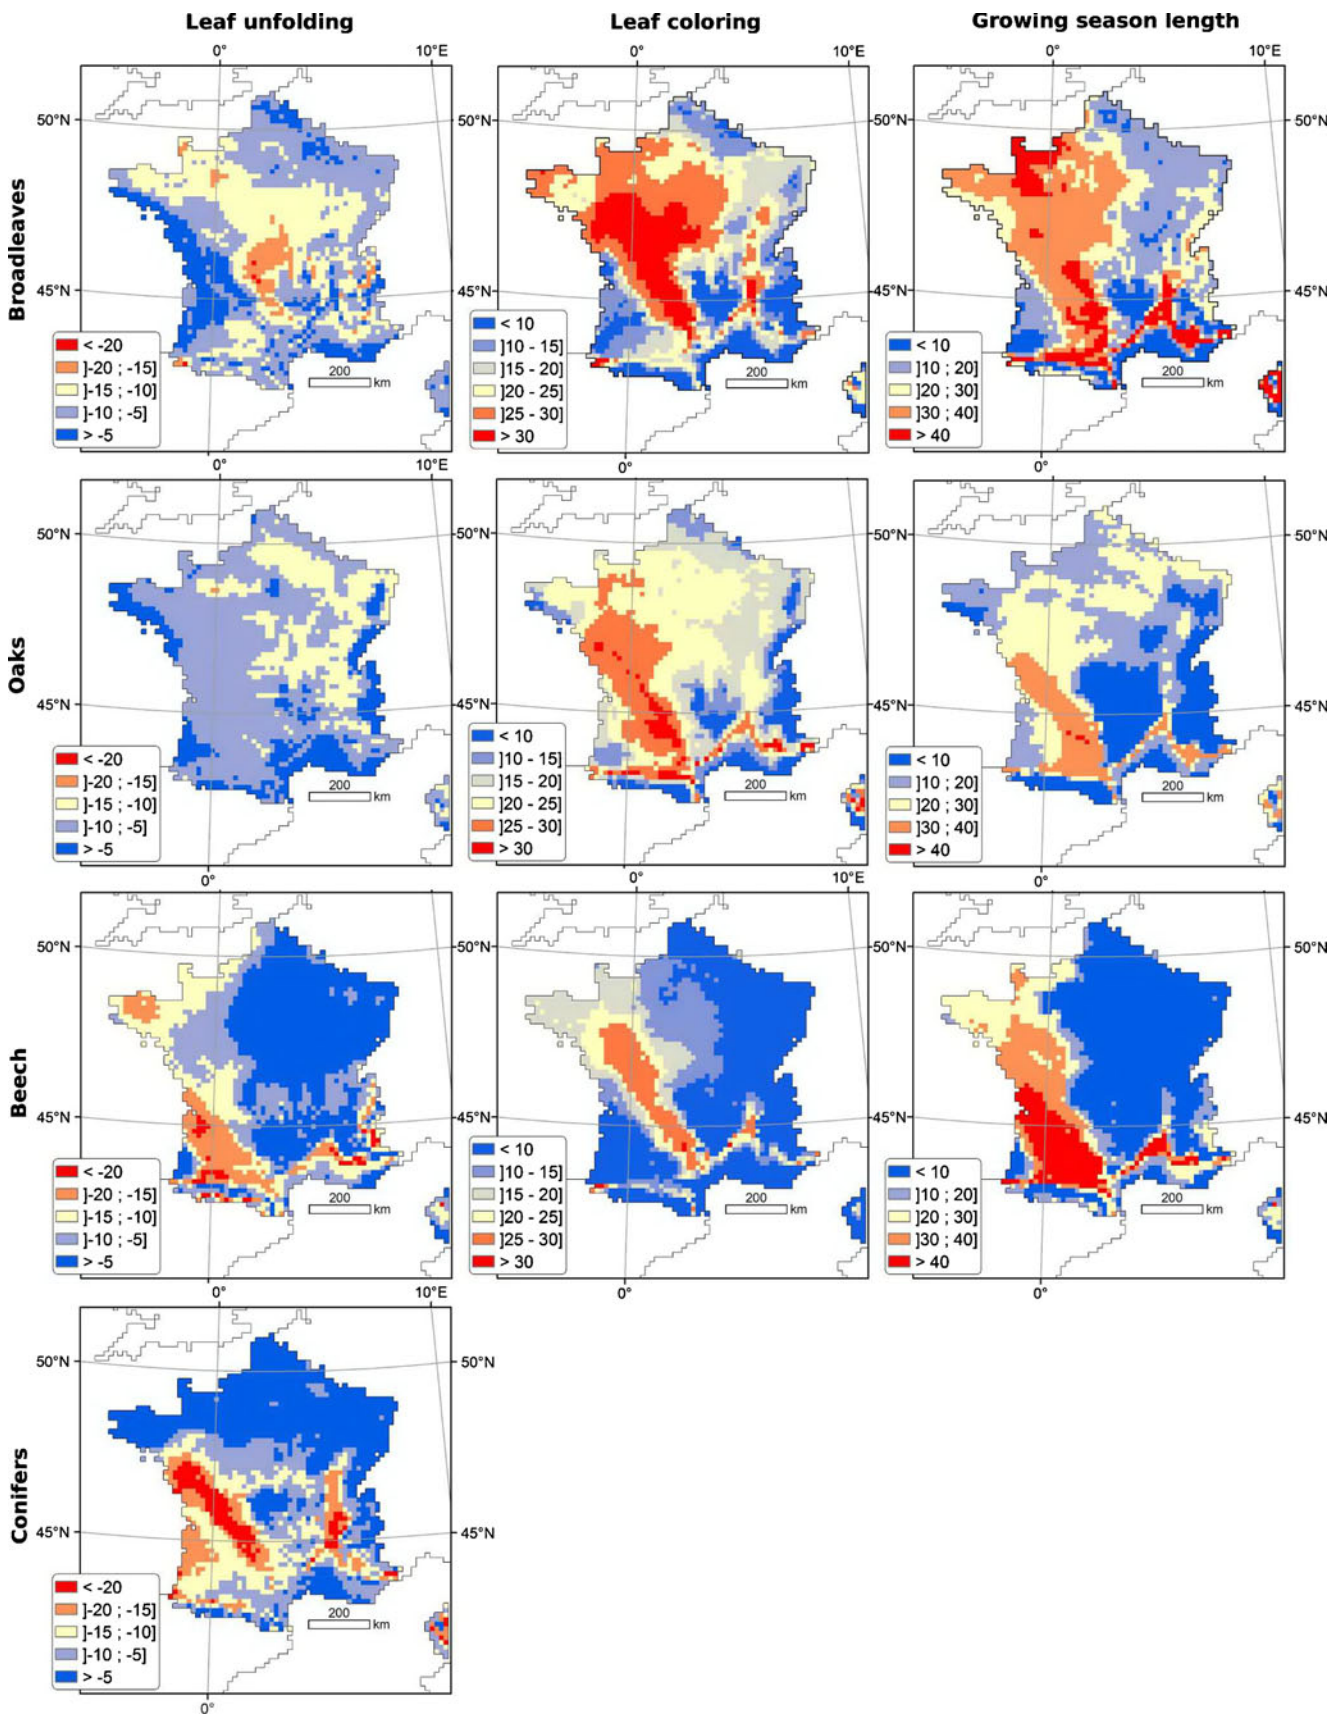 Leaf unfolding
Leaf coloring
Growing season length
0° 10°E 0° 10°E 0° 10°E
Broadleaves
50°N 50°N 50°N 50°N
45°N 45°N 45°N 45°N
< -20
]-20 ; -15]
]-15 ; -10]
]-10 ; -5]
> -5
200
km
< 10
]10 - 15]
]15 - 20]
]20 - 25]
]25 - 30]
> 30
200
km
< 10
]10 ; 20]
]20 ; 30]
]30 ; 40]
> 40
200
km
0° 10°E 0° 0°
Oaks
50°N 50°N 50°N 50°N
45°N 45°N 45°N 45°N
< -20
]-20 ; -15]
]-15 ; -10]
]-10 ; -5]
> -5
200
km
< 10
]10 - 15]
]15 - 20]
]20 - 25]
]25 - 30]
> 30
200
km
< 10
]10 ; 20]
]20 ; 30]
]30 ; 40]
> 40
200
km
0° 0° 10°E 0°
Beech
50°N 50°N 50°N 50°N
45°N 45°N 45°N 45°N
< -20
]-20 ; -15]
]-15 ; -10]
]-10 ; -5]
> -5
200
km
< 10
]10 - 15]
]15 - 20]
]20 - 25]
]25 - 30]
> 30
200
km
< 10
]10 ; 20]
]20 ; 30]
]30 ; 40]
> 40
200
km
0° 10°E 0° 0°
Conifers
50°N 50°N
45°N 45°N
< -20
]-20 ; -15]
]-15 ; -10]
]-10 ; -5]
> -5
200
km
0°